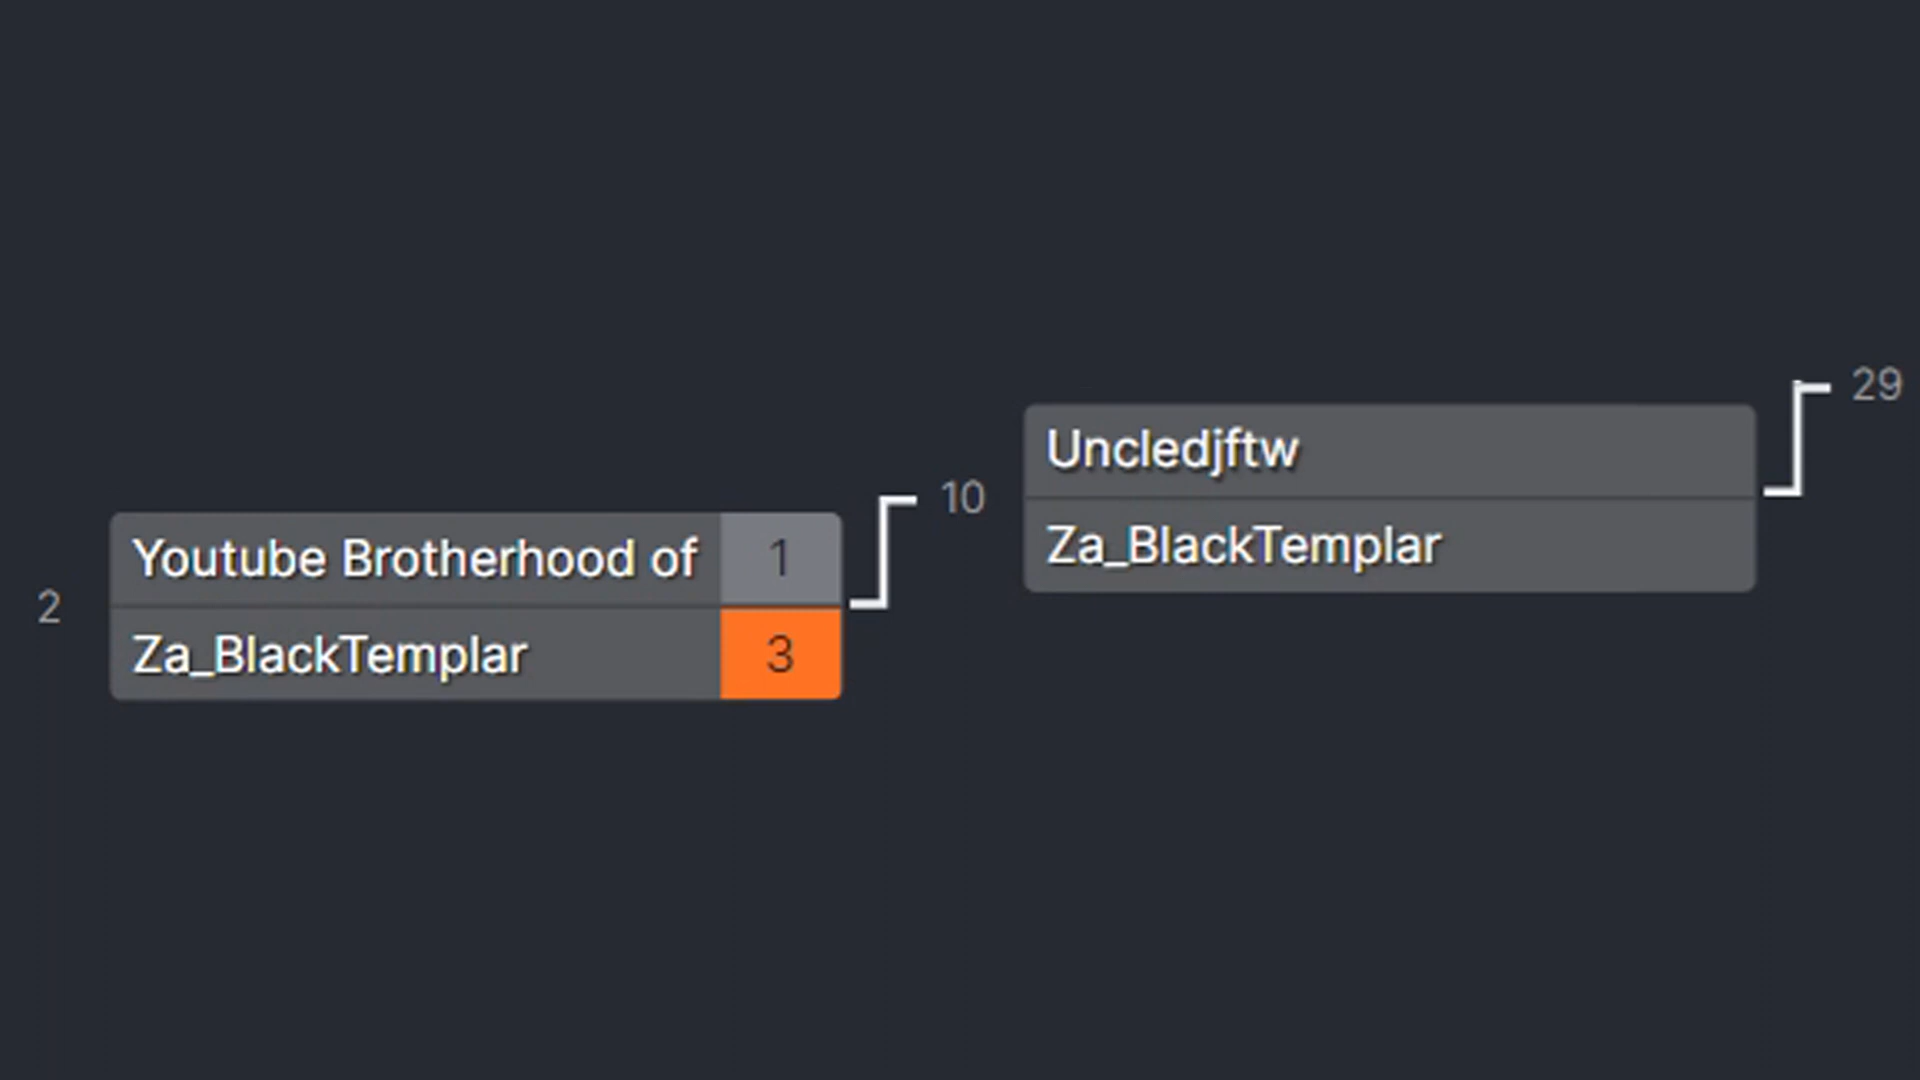 2
Youtube Brotherhood of 1
Za_BlackTemplar 3
10
Uncledjftw
Za_BlackTemplar
29